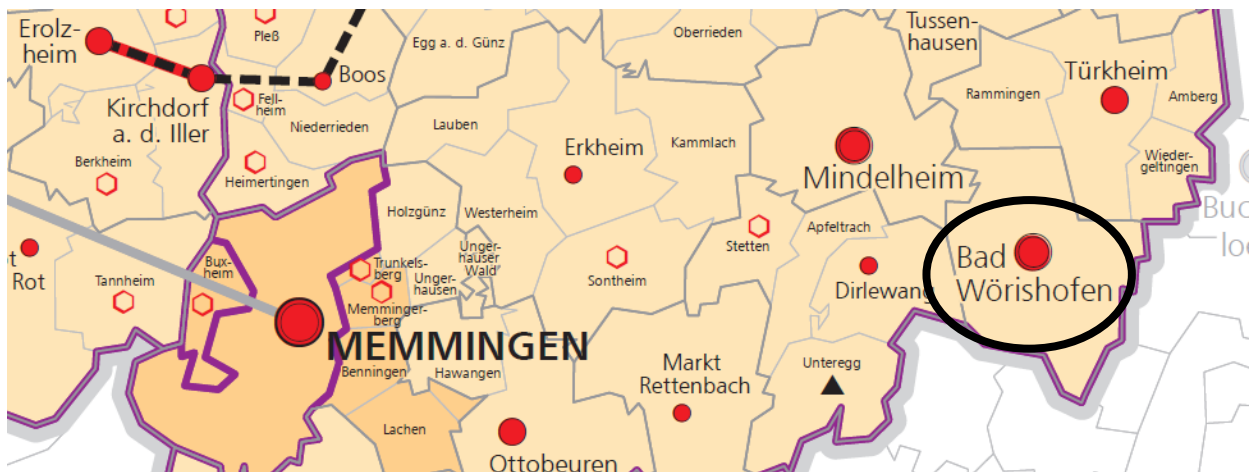 Erolz-
heim
Pleß
Egg a. d. Günz
Oberrieden
Tussen-
hausen
Boos
Türkheim
Kirchdorf
a. d. Iller
Fell-
heim
Niederrieden
Lauben
Kammlach
Rammingen
Amberg
Berkheim
Heimertingen
Erkheim
Mindelheim
Wieder-
geltingen
Buc
loe
Holzgünz
Westerheim
Stetten
Apfeltrach
Bad
Wörishofen
t
Rot
Tannheim
Bux-
heim
Trunkels-
berg
Unger-
hausen
Unger-
hauser
Wald
Sontheim
Dirlewang
Memminger-
berg
MEMMINGEN
Benningen
Hawangen
Markt
Rettenbach
Unteregg
Lachen
Ottobeuren